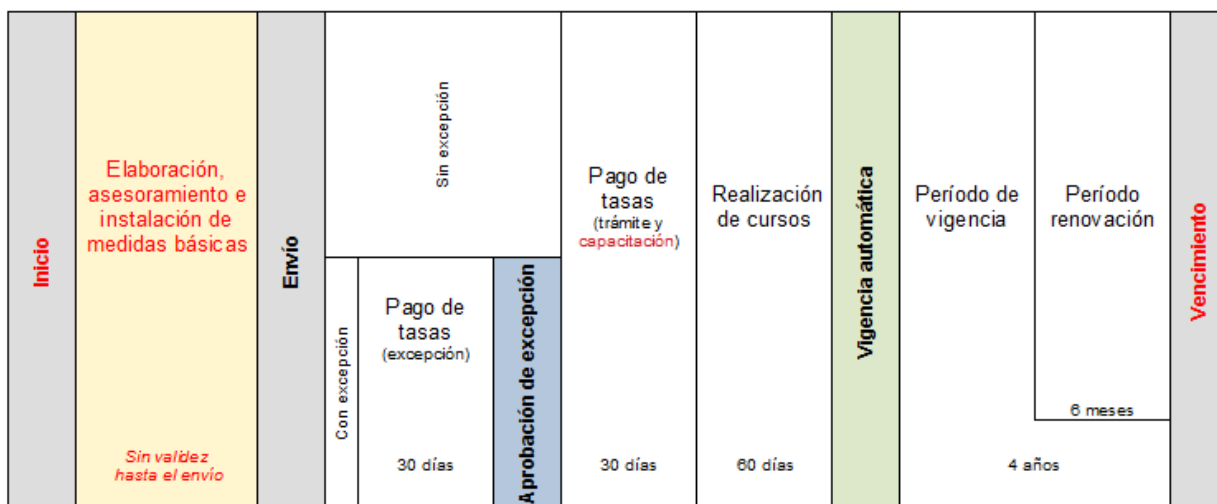 Inicio
Elaboración,
asesoramiento e
instalación de
medidas básicas
Sin validez
hasta el envío
Envío
Sin excepción
Con excepción
Pago de
tasas
(excepción)
30 días
Aprobación de excepción
Pago de
tasas
(trámite y
capacitación)
30 días
Realización
de cursos
60 días
Vigencia automática
Período de
vigencia
Período
renovación
6 meses
4 años
Vencimiento